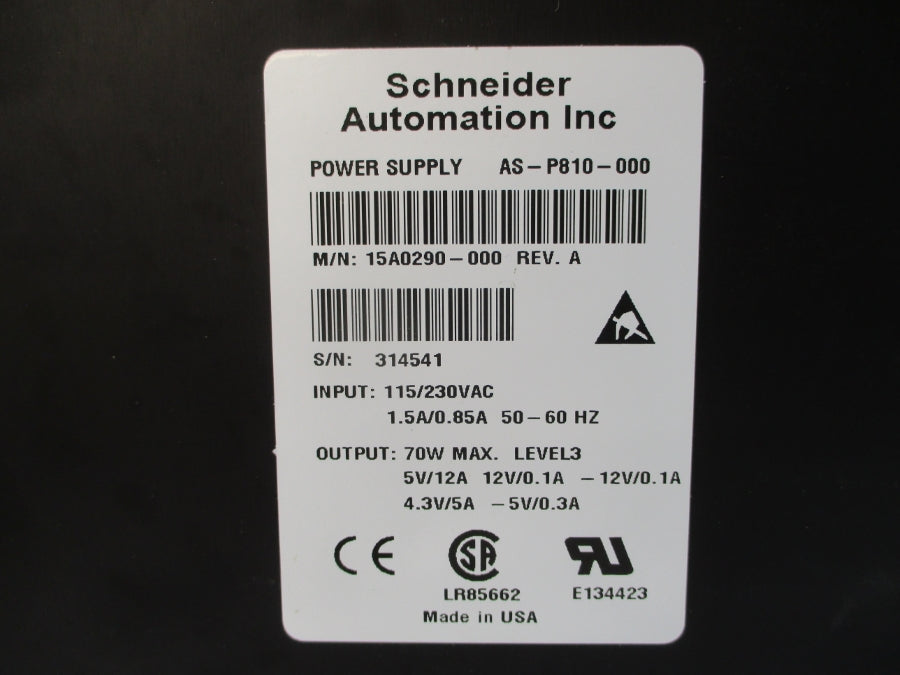 Schneider
Automation Inc
POWER SUPPLY AS-P810-000
M/N: 15A0290-000 REV. A
S/N: 314541
INPUT: 115/230VAC
1.5A/0.85A 50-60 HZ
OUTPUT: 70W MAX. LEVEL3
5V/12A 12V/0.1A -12V/0.1A
4.3V/5A -5V/0.3A
CE SA RU
LR85662 E134423
Made in USA